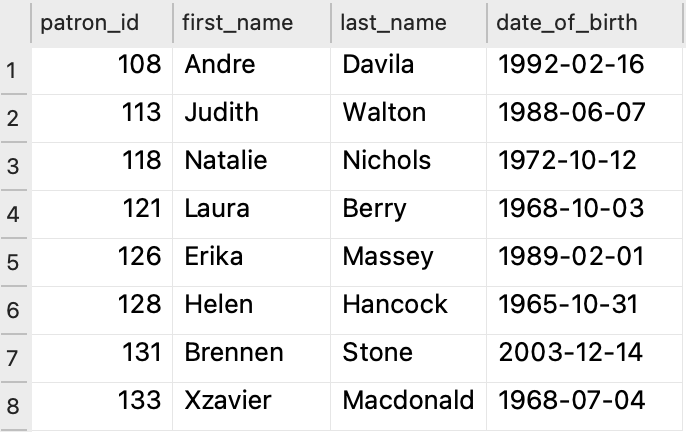 patron_id first_name last_name date_of_birth
1 108 Andre Davila 1992-02-16
2 113 Judith Walton 1988-06-07
3 118 Natalie Nichols 1972-10-12
4 121 Laura Berry 1968-10-03
5 126 Erika Massey 1989-02-01
6 128 Helen Hancock 1965-10-31
7 131 Brennen Stone 2003-12-14
8 133 Xzavier Macdonald 1968-07-04